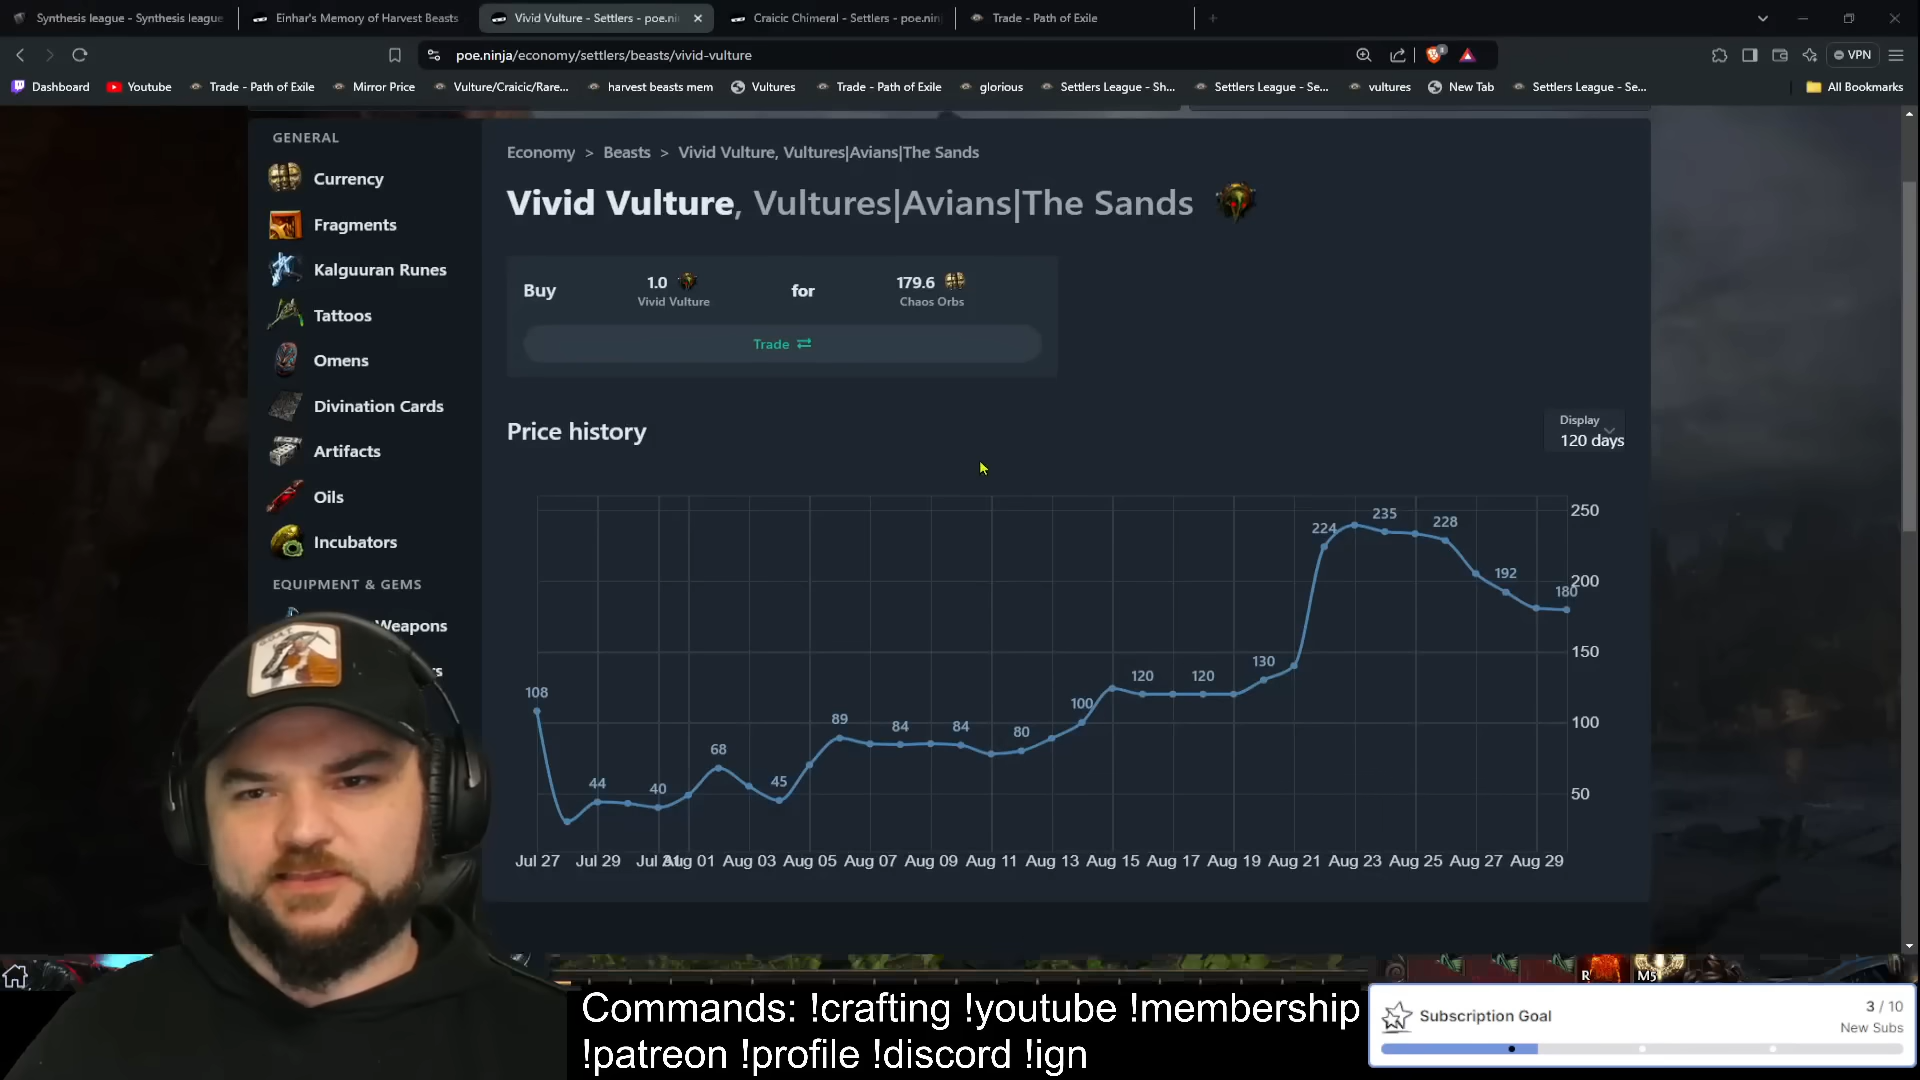 Synthesis league - Synthesis league
Einhar's Memory of Harvest Beasts
Vivid Vulture - Settlers - poe.ni
Craicic Chimeral - Settlers - poe.nin
Trade - Path of Exile
poe.ninja/economy/settlers/beasts/vivid-vulture
VPN
Dashboard
Youtube
Trade - Path of Exile
Mirror Price
Vulture/Craicic/Rare...
harvest beasts mem
Vultures
Trade - Path of Exile
glorious
Settlers League - Sh...
Settlers League - Se...
vultures
New Tab
Settlers League - Se...
All Bookmarks
GENERAL
Currency
Fragments
Kalguuran Runes
Tattoos
Omens
Divination Cards
Artifacts
Oils
Incubators
EQUIPMENT & GEMS
Weapons
Economy > Beasts > Vivid Vulture, Vultures|Avians|The Sands
Vivid Vulture, Vultures|Avians|The Sands
Buy
1.0
Vivid Vulture
for
179.6
Chaos Orbs
Trade
Price history
Display
120 days
108
44
40
68
45
89
84
84
80
100
120
120
130
224
235
228
192
180
250
200
150
100
50
Jul 27
Jul 29
Jul 31
Aug 01
Aug 03
Aug 05
Aug 07
Aug 09
Aug 11
Aug 13
Aug 15
Aug 17
Aug 19
Aug 21
Aug 23
Aug 25
Aug 27
Aug 29
R
M5
Commands: !crafting !youtube !membership
!patreon !profile !discord !ign
Subscription Goal
3 / 10
New Subs